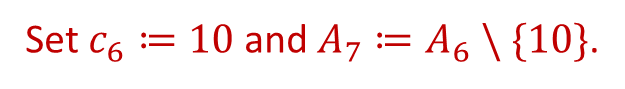 Set c₆ ≔ 10 and A₇ ≔ A₆ \ {10}.